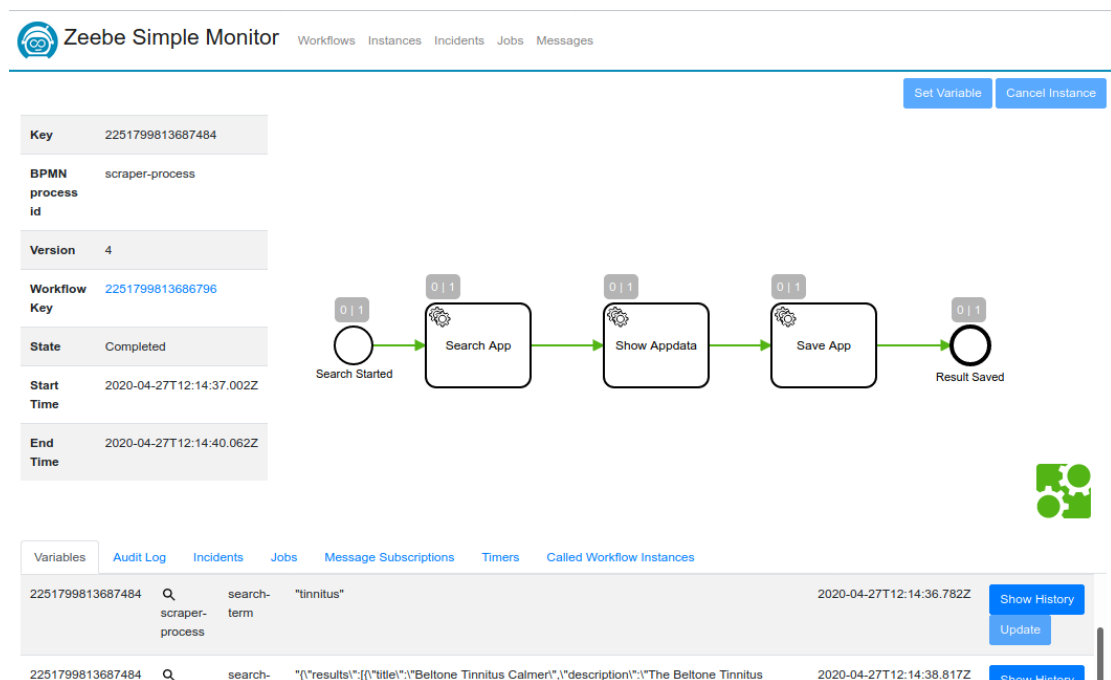 Zeebe Simple Monitor Workflows Instances Incidents Jobs Messages
Set Variable Cancel Instance
Key 2251799813687484
BPMN process id scraper-process
Version 4
Workflow Key 2251799813686796
State Completed
Start Time 2020-04-27T12:14:37.002Z
End Time 2020-04-27T12:14:40.062Z
0 | 1
0 | 1
0 | 1
0 | 1
0 | 1
Search Started
Search App
Show Appdata
Save App
Result Saved
Variables Audit Log Incidents Jobs Message Subscriptions Timers Called Workflow Instances
2251799813687484 scraper-process search-term "tinnitus" 2020-04-27T12:14:36.782Z Show History
Update
2251799813687484 search- "{\"results\":[{\"title\":\"Beltone Tinnitus Calmer\",\"description\":\"The Beltone Tinnitus 2020-04-27T12:14:38.817Z Show History